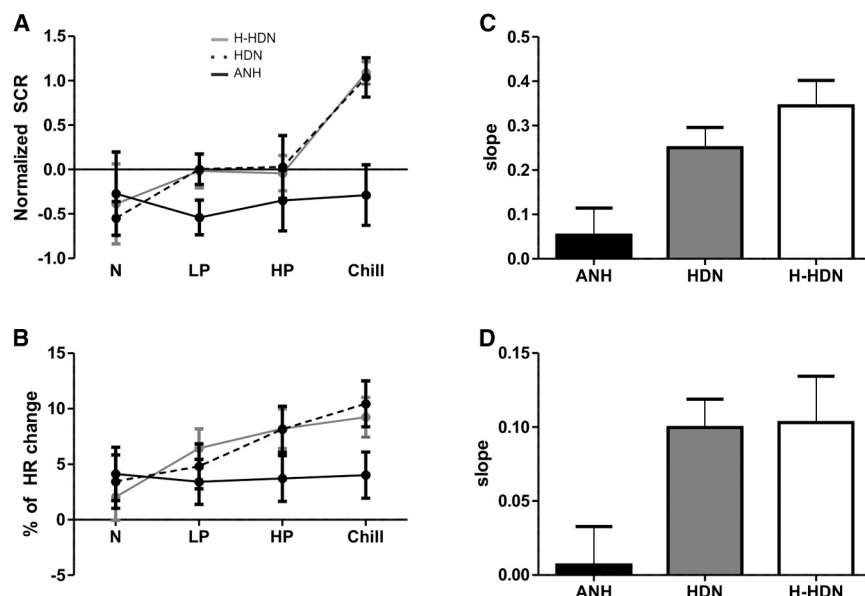 A
H-HDN
HDN
ANH
Normalized SCR
1.5
1.0
0.5
0.0
-0.5
-1.0
N LP HP Chill
B
% of HR change
15
10
5
0
-5
N LP HP Chill
C
slope
0.5
0.4
0.3
0.2
0.1
0.0
ANH HDN H-HDN
D
slope
0.15
0.10
0.05
0.00
ANH HDN H-HDN